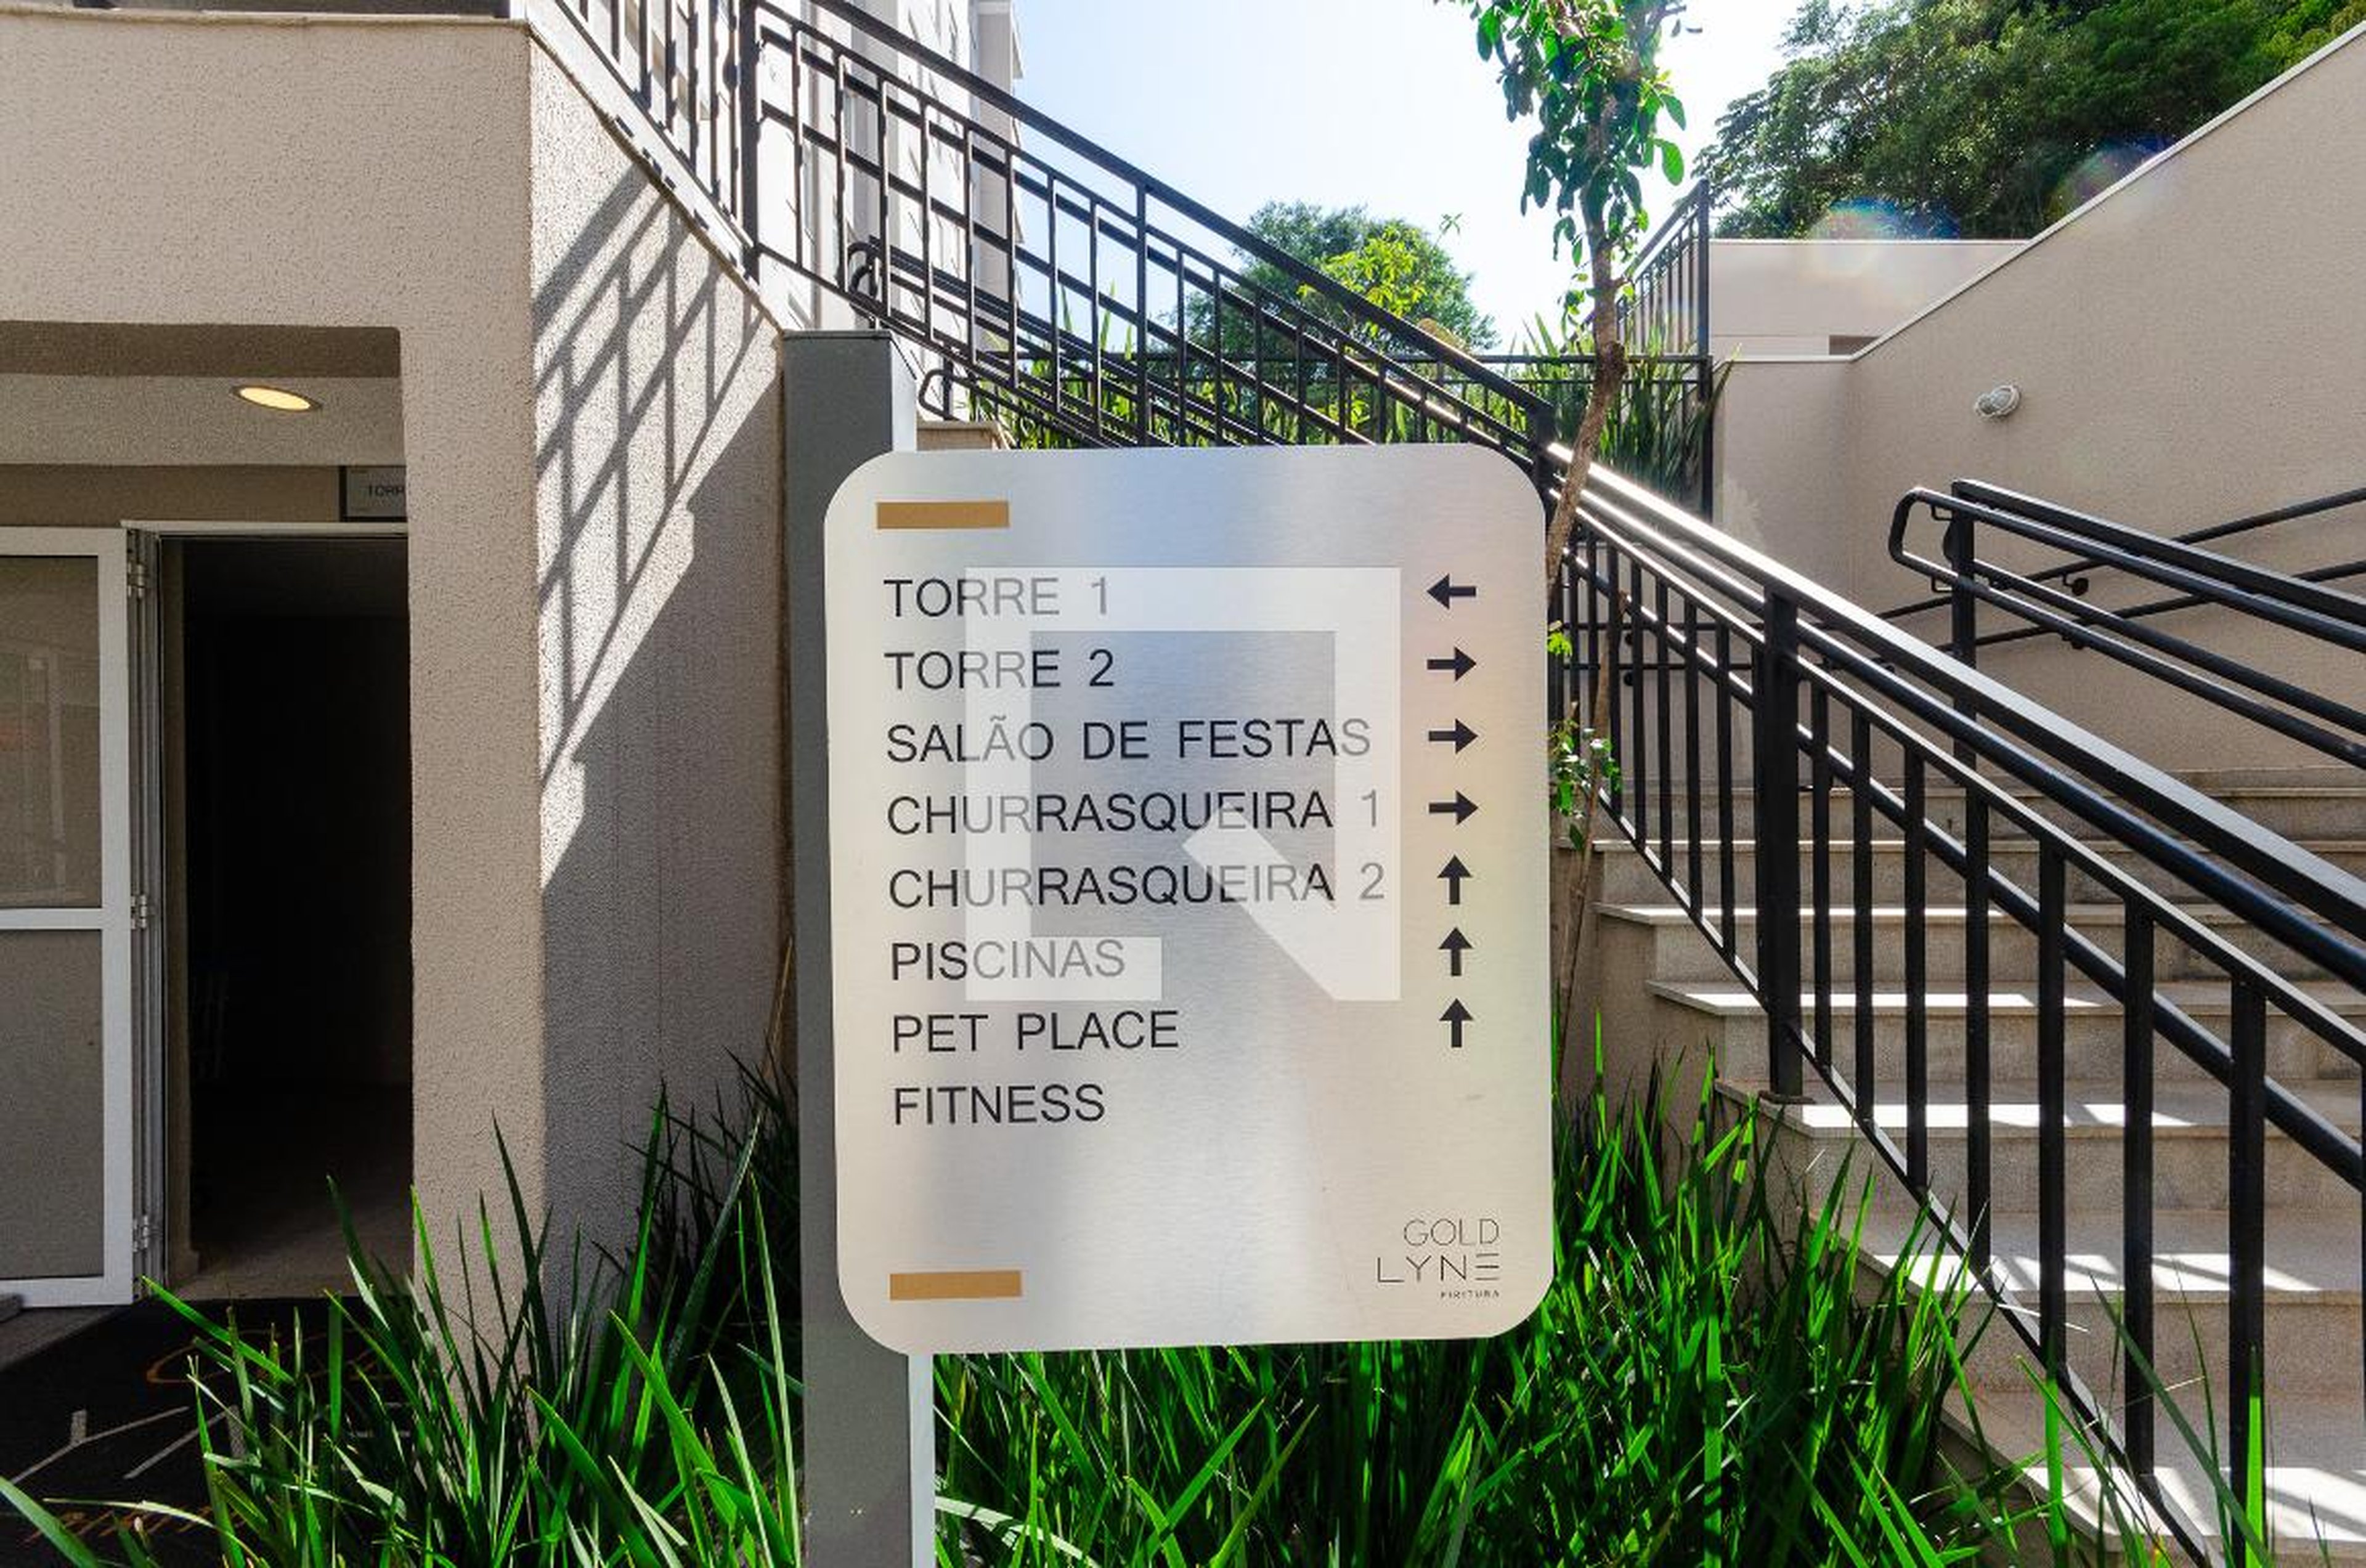 TORRE 1 ←
TORRE 2 →
SALÃO DE FESTAS →
CHURRASQUEIRA 1 →
CHURRASQUEIRA 2 ↑
PISCINAS ↑
PET PLACE ↑
FITNESS
GOLD
LYNE
PIRITUBA